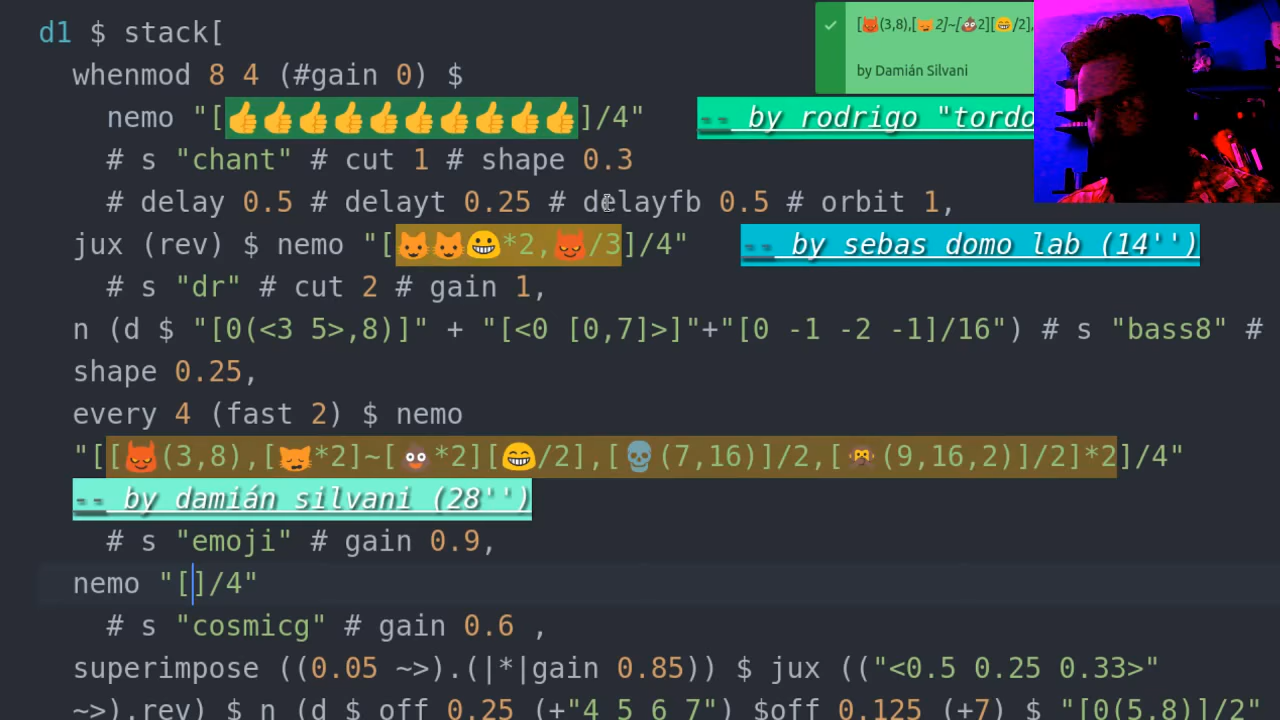 d1 $ stack[
[👿(3,8),[😿*2]~[💩*2][😁/2],
by Damián Silvani
whenmod 8 4 (#gain 0) $
nemo "[👍👍👍👍👍👍👍👍👍👍]/4" -- by rodrigo "tordo
# s "chant" # cut 1 # shape 0.3
# delay 0.5 # delayt 0.25 # delayfb 0.5 # orbit 1,
jux (rev) $ nemo "[😺😺😀*2,😈/3]/4" -- by sebas domo lab (14'')
# s "dr" # cut 2 # gain 1,
n (d $ "[0(<3 5>,8)]" + "[<0 [0,7]>]"+"[0 -1 -2 -1]/16") # s "bass8" #
shape 0.25,
every 4 (fast 2) $ nemo
"[[👿(3,8),[😿*2]~[💩*2][😁/2],[💀(7,16)]/2,[🙊(9,16,2)]/2]*2]/4"
-- by damián silvani (28'')
# s "emoji" # gain 0.9,
nemo "[]/4"
# s "cosmicg" # gain 0.6 ,
superimpose ((0.05 ~>).(|*|gain 0.85)) $ jux (("<0.5 0.25 0.33>"
~>).rev) $ n (d $ off 0.25 (+"4 5 6 7") $off 0.125 (+7) $ "[0(5,8)]/2"